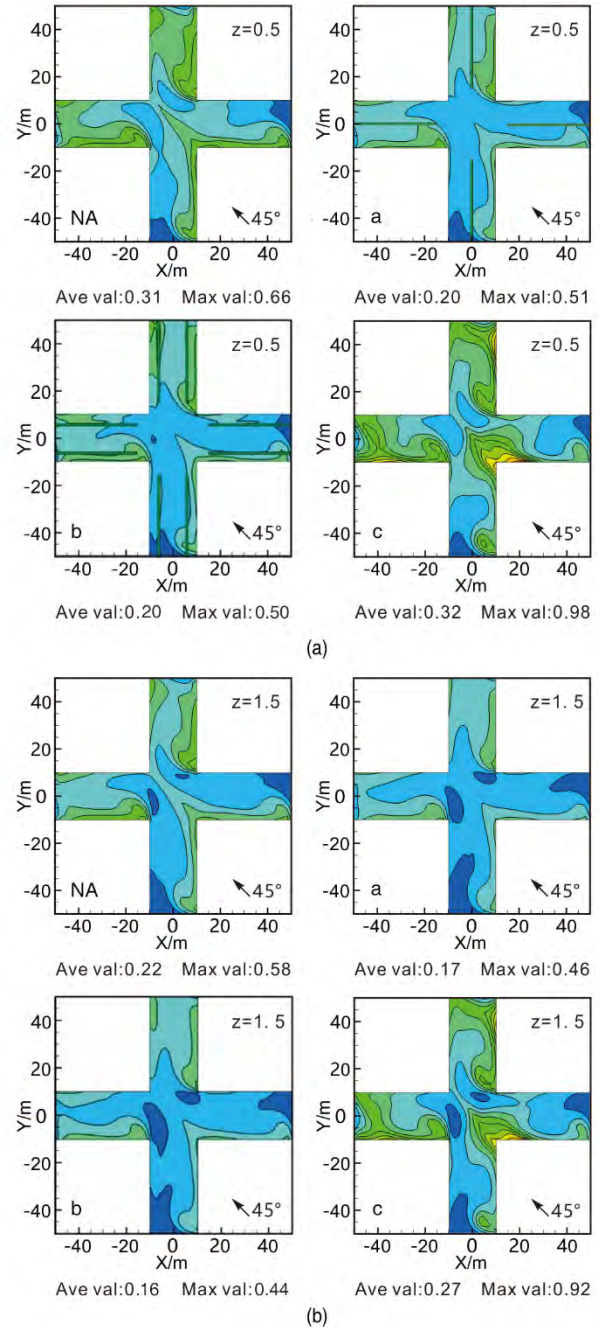 40 20 0 -20 -40
Y/m
z=0.5
NA
45°
-40 -20 0 20 40
X/m
Ave val:0.31 Max val:0.66
40 20 0 -20 -40
Y/m
z=0.5
a
45°
-40 -20 0 20 40
X/m
Ave val:0.20 Max val:0.51
40 20 0 -20 -40
Y/m
z=0.5
b
45°
-40 -20 0 20 40
X/m
Ave val:0.20 Max val:0.50
40 20 0 -20 -40
Y/m
z=0.5
c
45°
-40 -20 0 20 40
X/m
Ave val:0.32 Max val:0.98
(a)
40 20 0 -20 -40
Y/m
z=1.5
NA
45°
-40 -20 0 20 40
X/m
Ave val:0.22 Max val:0.58
40 20 0 -20 -40
Y/m
z=1. 5
a
45°
-40 -20 0 20 40
X/m
Ave val:0.17 Max val:0.46
40 20 0 -20 -40
Y/m
z=1. 5
b
45°
-40 -20 0 20 40
X/m
Ave val:0.16 Max val:0.44
40 20 0 -20 -40
Y/m
z=1. 5
c
45°
-40 -20 0 20 40
X/m
Ave val:0.27 Max val:0.92
(b)